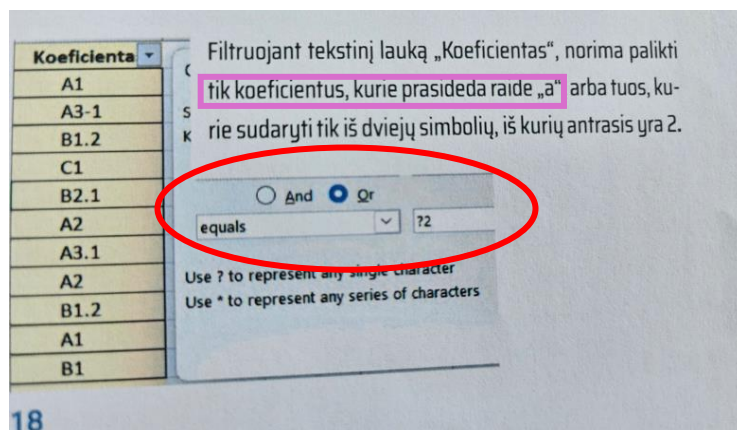 Koeficienta
A1
A3-1
B1.2
C1
B2.1
A2
A3.1
A2
B1.2
A1
B1
Filtruojant tekstinį lauką „Koeficientas“, norima palikti
tik koeficientus, kurie prasideda raide „a“ arba tuos, ku-
rie sudaryti tik iš dviejų simbolių, iš kurių antrasis yra 2.
And Or
equals ?2
Use ? to represent any single character
Use * to represent any series of characters
18